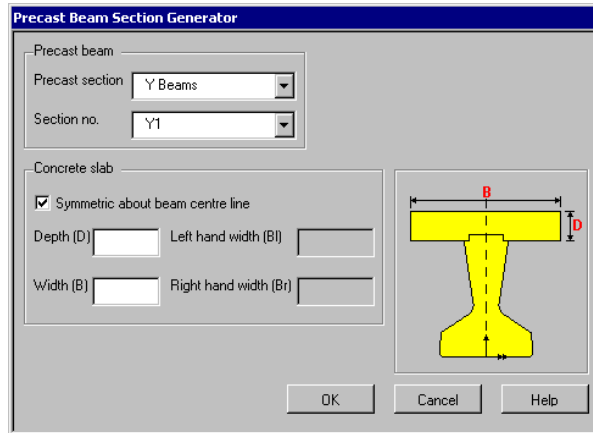 Precast Beam Section Generator
Precast beam
Precast section Y Beams
Section no. Y1
Concrete slab
Symmetric about beam centre line
Depth (D) Left hand width (Bl)
Width (B) Right hand width (Br)
B
D
OK Cancel Help